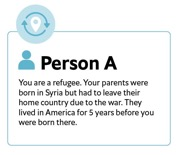 Person A
You are a refugee. Your parents were
born in Syria but had to leave their
home country due to the war. They
lived in America for 5 years before you
were born there.